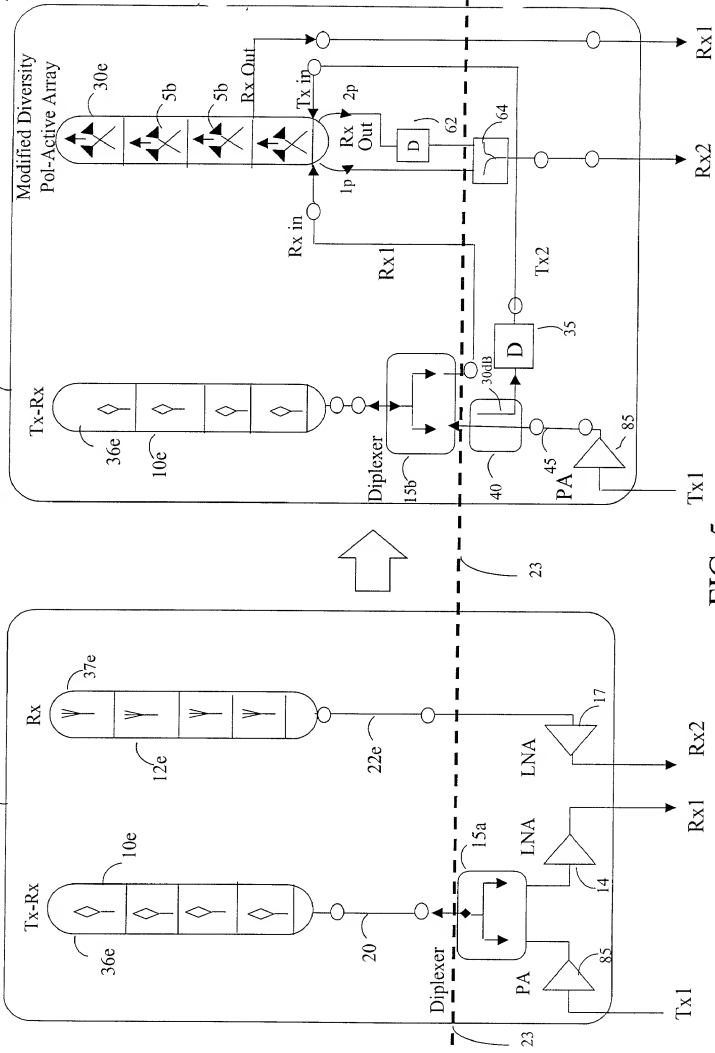 Tx-Rx
36e
10e
20
Diplexer
15a
23
PA
85
Tx1
LNA
14
Rx1
Rx
37e
12e
22e
LNA
17
Rx2
23
Tx-Rx
36e
10e
Diplexer
15b
40
30dB
45
PA
85
Tx1
D
35
Tx2
Modified Diversity
Pol-Active Array
30e
5b
5b
Rx Out
Tx in
2p
Rx
Out
1p
Rx in
Rx1
D
62
64
Rx1
Rx2